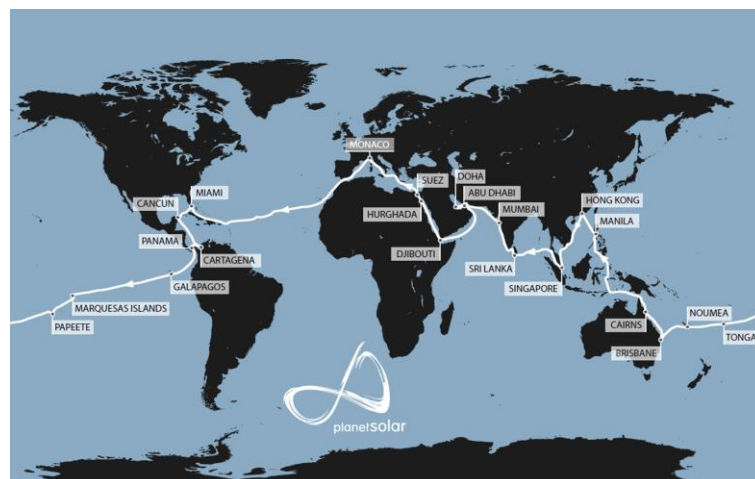 MONACO
MIAMI
CANCUN
PANAMA
CARTAGENA
GALAPAGOS
MARQUESAS ISLANDS
PAPEETE
SUEZ
HURGHADA
DJIBOUTI
DOHA
ABU DHABI
MUMBAI
SRI LANKA
SINGAPORE
HONG KONG
MANILA
CAIRNS
BRISBANE
NOUMEA
TONGA
planetsolar